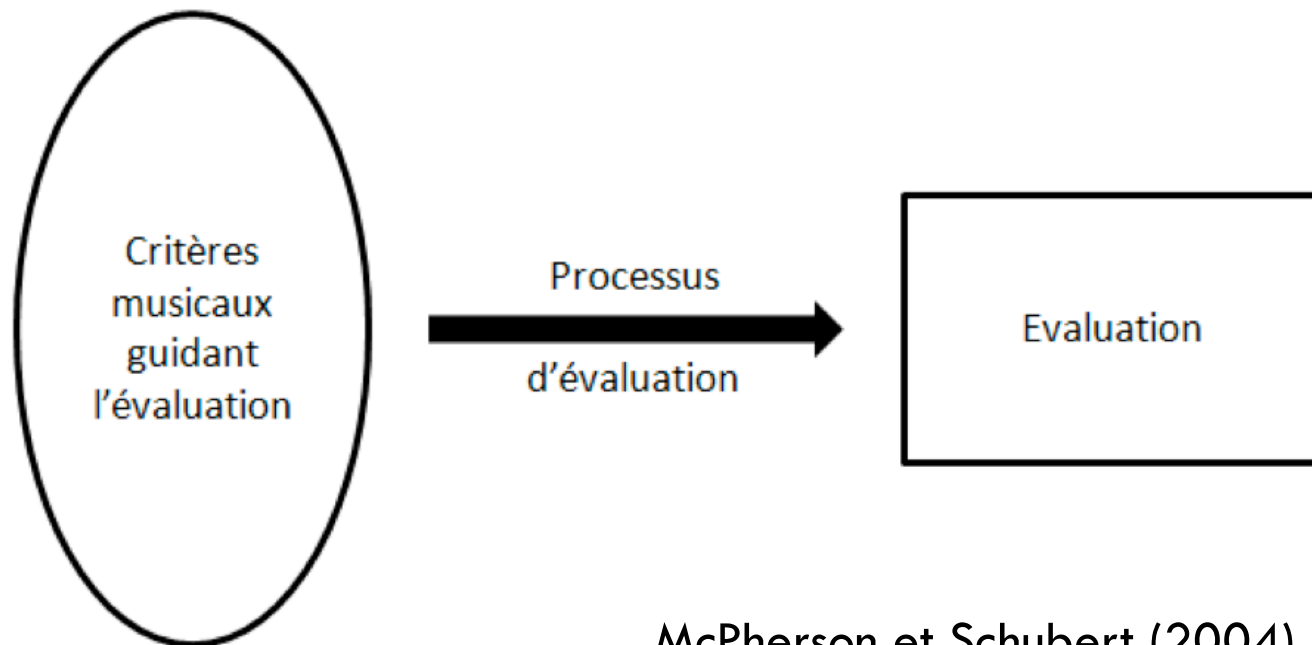 Critères
musicaux
guidant
l'évaluation
Processus
d'évaluation
Evaluation
McPherson et Schubert (2004)